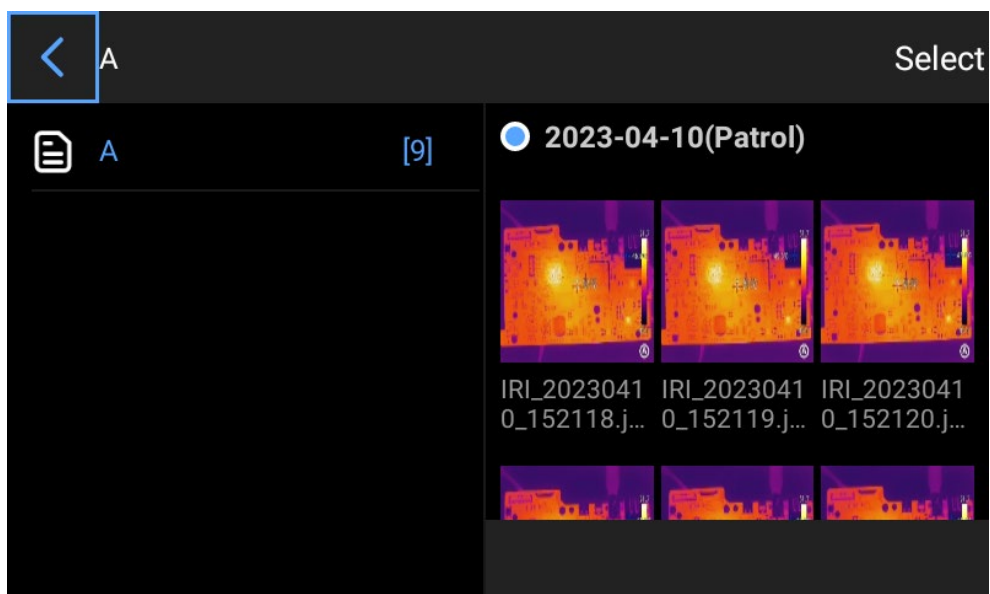 A
Select
A [9]
2023-04-10(Patrol)
IRI_2023041 IRI_2023041 IRI_2023041
0_152118.j... 0_152119.j... 0_152120.j...